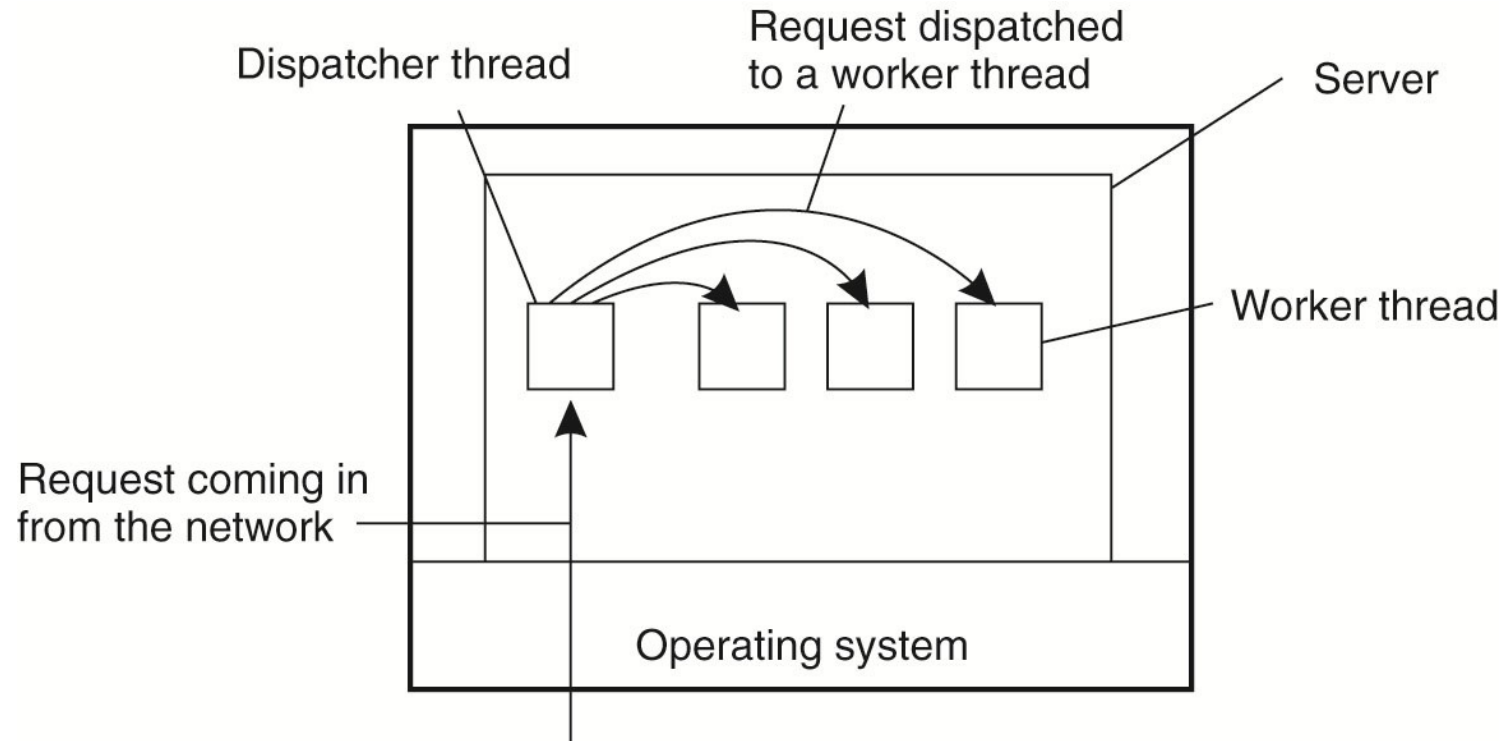 Dispatcher thread
Request dispatched
to a worker thread
Server
Worker thread
Request coming in
from the network
Operating system